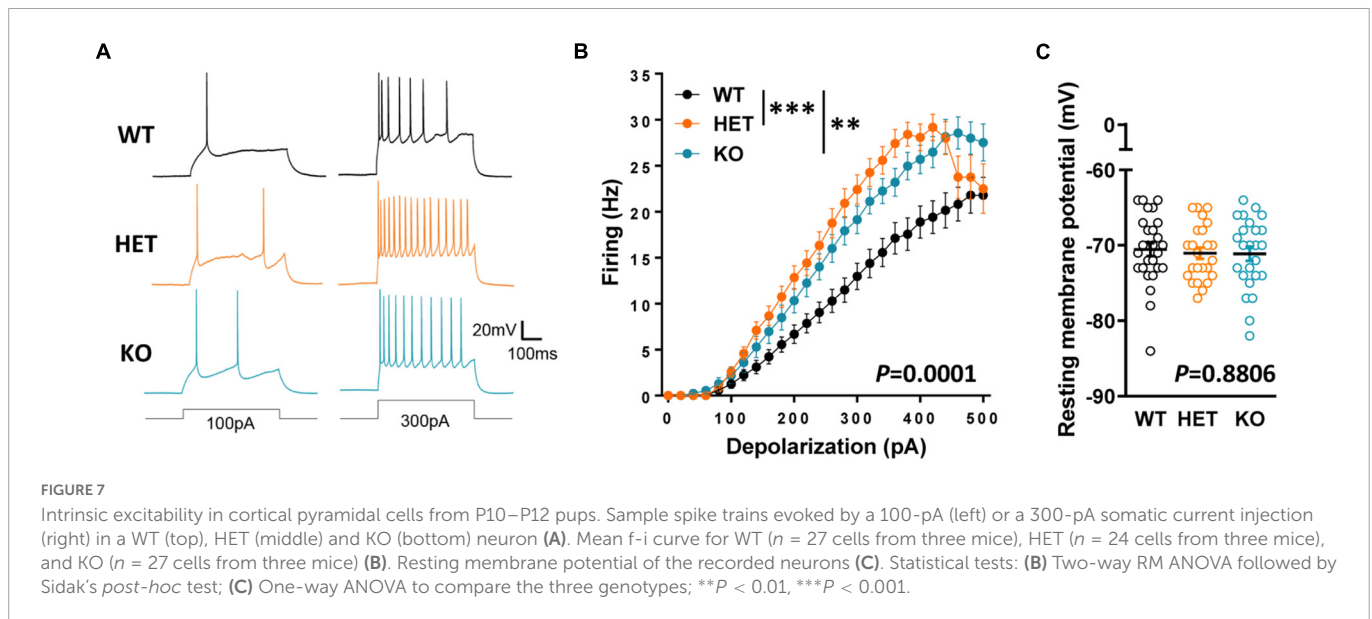 A
WT
HET
KO
20mV
100ms
100pA
300pA
B
35
30
25
20
15
10
5
0
Firing (Hz)
WT
HET
KO
***
**
P=0.0001
0
100
200
300
400
500
Depolarization (pA)
C
Resting membrane potential (mV)
0
-60
-70
-80
-90
P=0.8806
WT HET KO
FIGURE 7
Intrinsic excitability in cortical pyramidal cells from P10–P12 pups. Sample spike trains evoked by a 100-pA (left) or a 300-pA somatic current injection
(right) in a WT (top), HET (middle) and KO (bottom) neuron (A). Mean f-i curve for WT (n = 27 cells from three mice), HET (n = 24 cells from three mice),
and KO (n = 27 cells from three mice) (B). Resting membrane potential of the recorded neurons (C). Statistical tests: (B) Two-way RM ANOVA followed by
Sidak's post-hoc test; (C) One-way ANOVA to compare the three genotypes; **P < 0.01, ***P < 0.001.